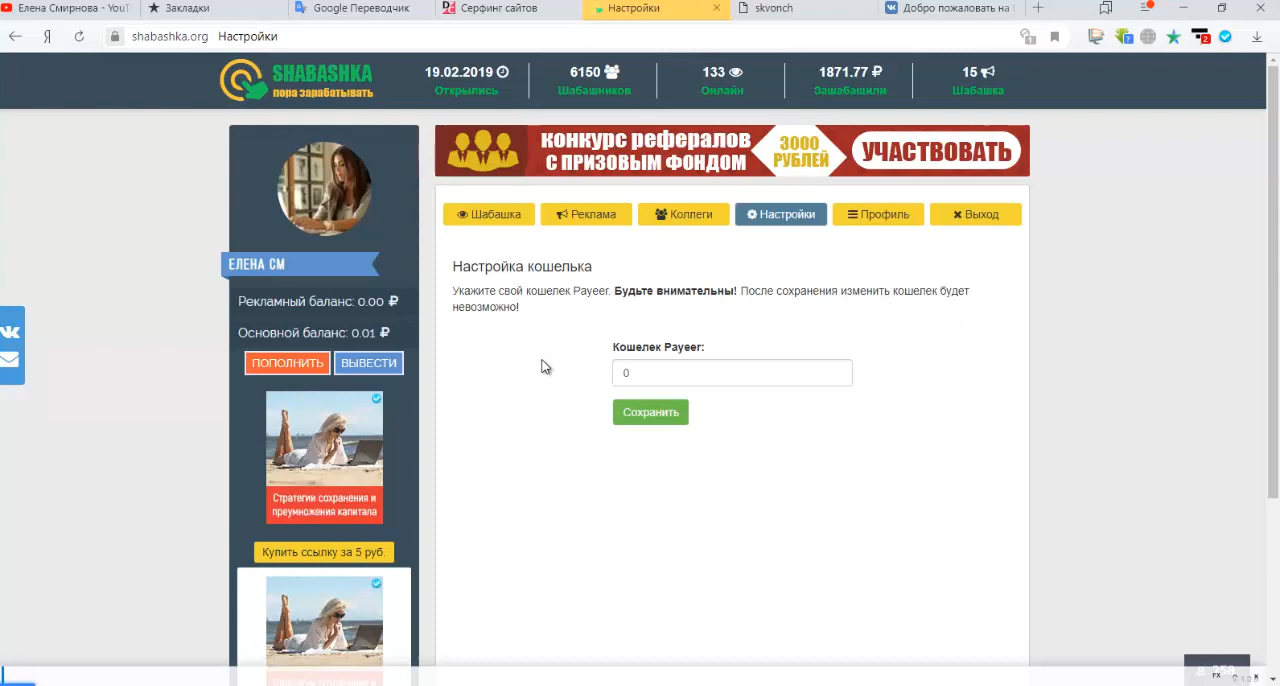 Елена Смирнова - YouT
Закладки
Google Переводчик
Серфинг сайтов
Настройки
skvonch
Добро пожаловать на
Я
shabashka.org Настройки
7
2
SHABASHKA
пора зарабатывать
19.02.2019
Открылись
6150
Шабашников
133
Онлайн
1871.77 ₽
Зашабашили
15
Шабашка
конкурс рефералов
с призовым фондом
3000
рублей
участвовать
Шабашка
Реклама
Коллеги
Настройки
Профиль
Выход
ЕЛЕНА СМ
Рекламный баланс: 0.00 ₽
Основной баланс: 0.01 ₽
ПОПОЛНИТЬ
ВЫВЕСТИ
Стратегии сохранения и
преумножения капитала
Купить ссылку за 5 руб.
Настройка кошелька
Укажите свой кошелек Payeer. Будьте внимательны! После сохранения изменить кошелек будет
невозможно!
Кошелек Payeer:
0
Сохранить